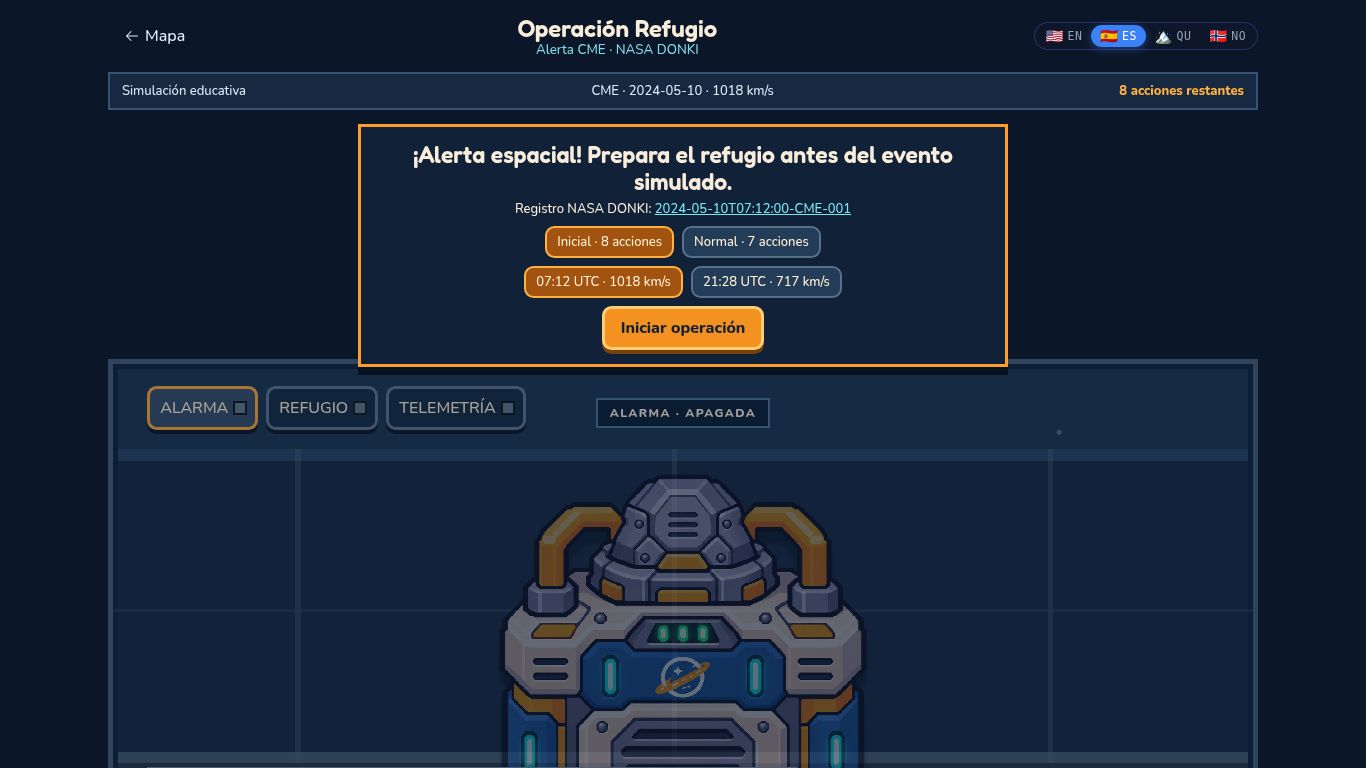 ← Mapa
Operación Refugio
Alerta CME · NASA DONKI
🇺🇸 EN 🇪🇸 ES 🏔️ QU 🇳🇴 NO
Simulación educativa CME · 2024-05-10 · 1018 km/s 8 acciones restantes
¡Alerta espacial! Prepara el refugio antes del evento
simulado.
Registro NASA DONKI: 2024-05-10T07:12:00-CME-001
Inicial · 8 acciones Normal · 7 acciones
07:12 UTC · 1018 km/s 21:28 UTC · 717 km/s
Iniciar operación
ALARMA REFUGIO TELEMETRÍA ALARMA · APAGADA